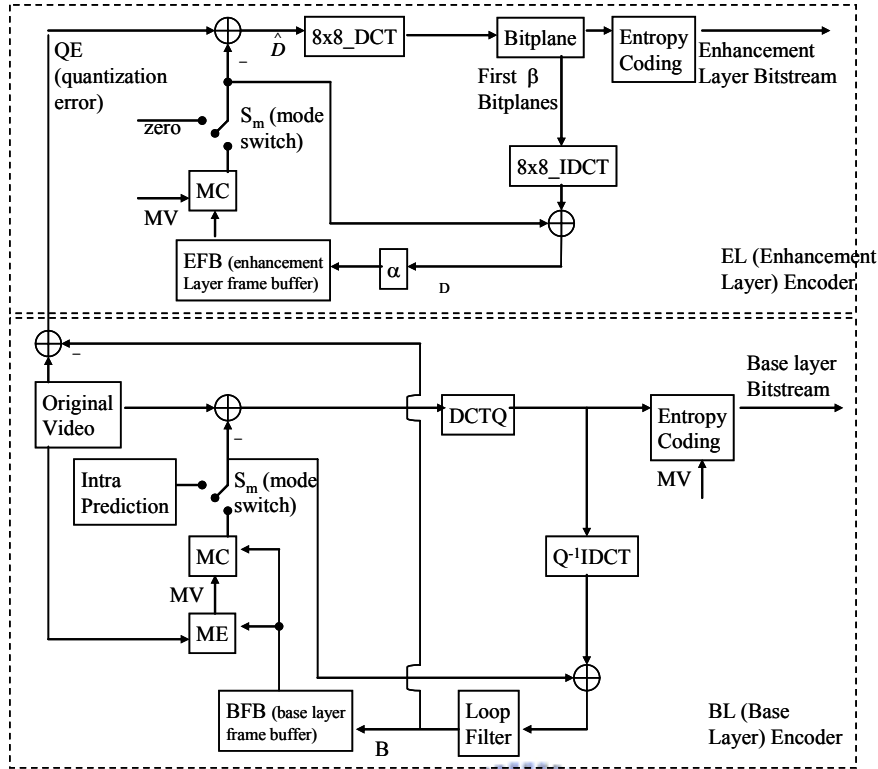 QE
(quantization
error)
−
^
D
8x8_DCT
Bitplane
Entropy
Coding
Enhancement
Layer Bitstream
First β
Bitplanes
zero
Sm (mode
switch)
8x8_IDCT
MC
MV
EFB (enhancement
Layer frame buffer)
α
D
EL (Enhancement
Layer) Encoder
−
Original
Video
−
DCTQ
Entropy
Coding
Base layer
Bitstream
MV
Intra
Prediction
Sm (mode
switch)
MC
MV
ME
Q-1IDCT
BFB (base layer
frame buffer)
B
Loop
Filter
BL (Base
Layer) Encoder